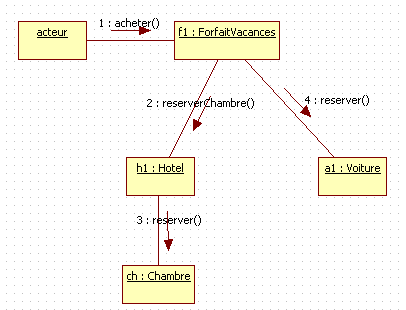 acteur
1 : acheter()
f1 : ForfaitVacances
2 : reserverChambre()
4 : reserver()
h1 : Hotel
a1 : Voiture
3 : reserver()
ch : Chambre